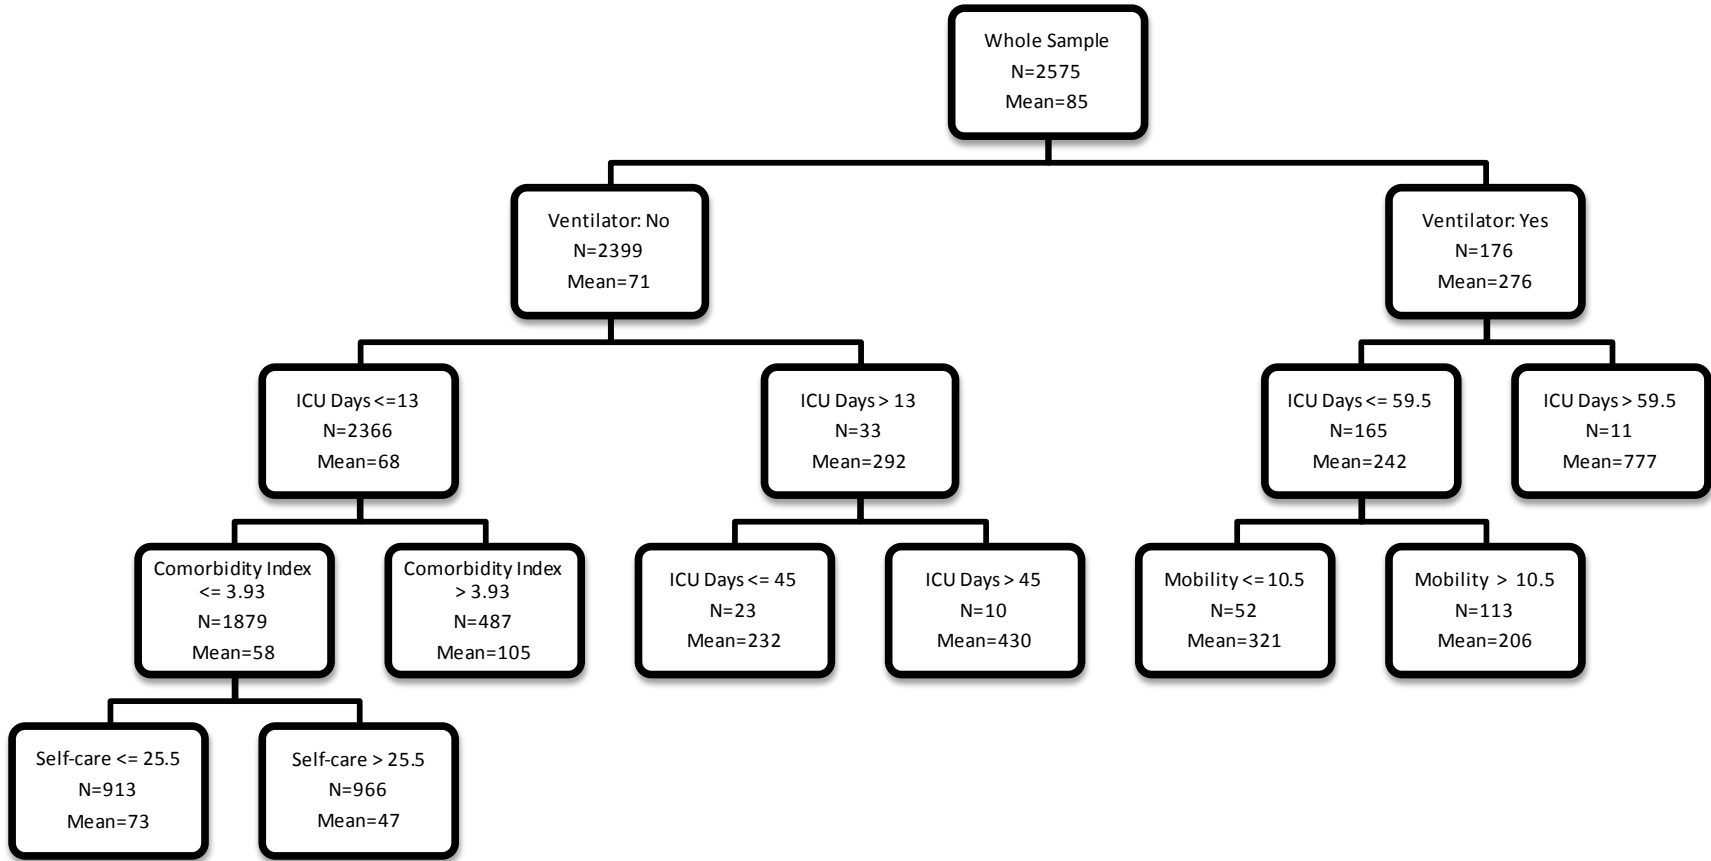 Whole Sample
N=2575
Mean=85
Ventilator: No
N=2399
Mean=71
Ventilator: Yes
N=176
Mean=276
ICU Days <=13
N=2366
Mean=68
ICU Days > 13
N=33
Mean=292
ICU Days <= 59.5
N=165
Mean=242
ICU Days > 59.5
N=11
Mean=777
Comorbidity Index
<= 3.93
N=1879
Mean=58
Comorbidity Index
> 3.93
N=487
Mean=105
ICU Days <= 45
N=23
Mean=232
ICU Days > 45
N=10
Mean=430
Mobility <= 10.5
N=52
Mean=321
Mobility > 10.5
N=113
Mean=206
Self-care <= 25.5
N=913
Mean=73
Self-care > 25.5
N=966
Mean=47